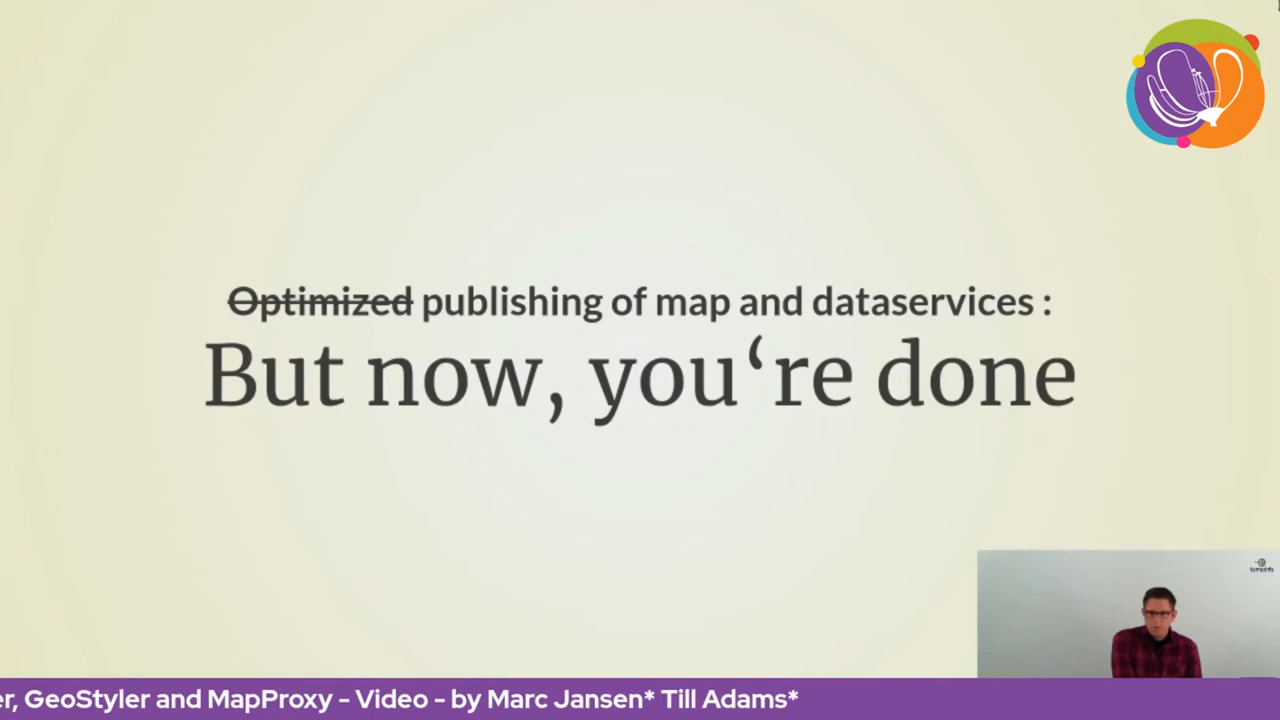 Optimized publishing of map and dataservices :
But now, you‘re done
er, GeoStyler and MapProxy - Video - by Marc Jansen* Till Adams*